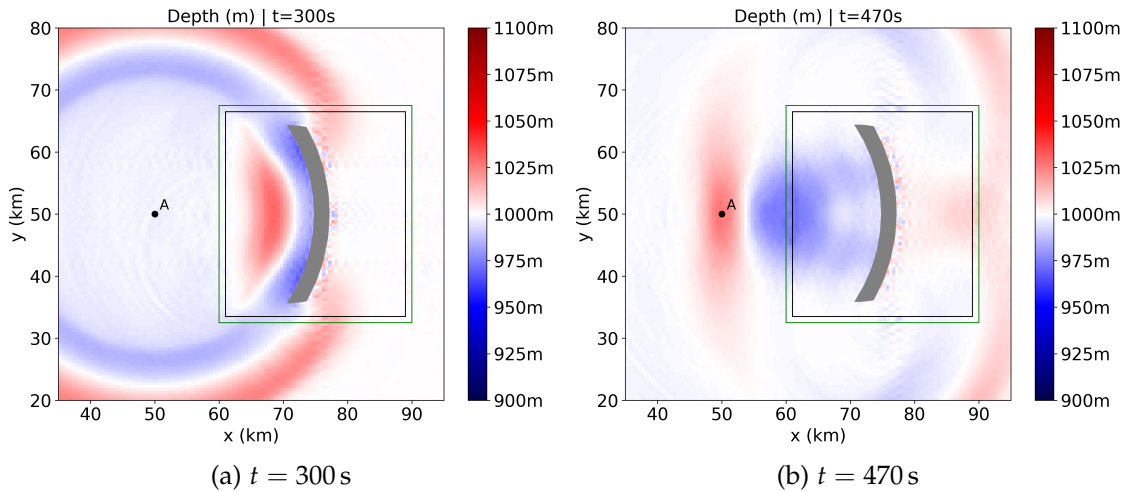 Depth (m) | t=300s
80
70
60
50
40
30
20
y (km)
A
40 50 60 70 80 90
x (km)
1100m
1075m
1050m
1025m
1000m
975m
950m
925m
900m
(a) t = 300 s
Depth (m) | t=470s
80
70
60
50
40
30
20
y (km)
A
40 50 60 70 80 90
x (km)
1100m
1075m
1050m
1025m
1000m
975m
950m
925m
900m
(b) t = 470 s